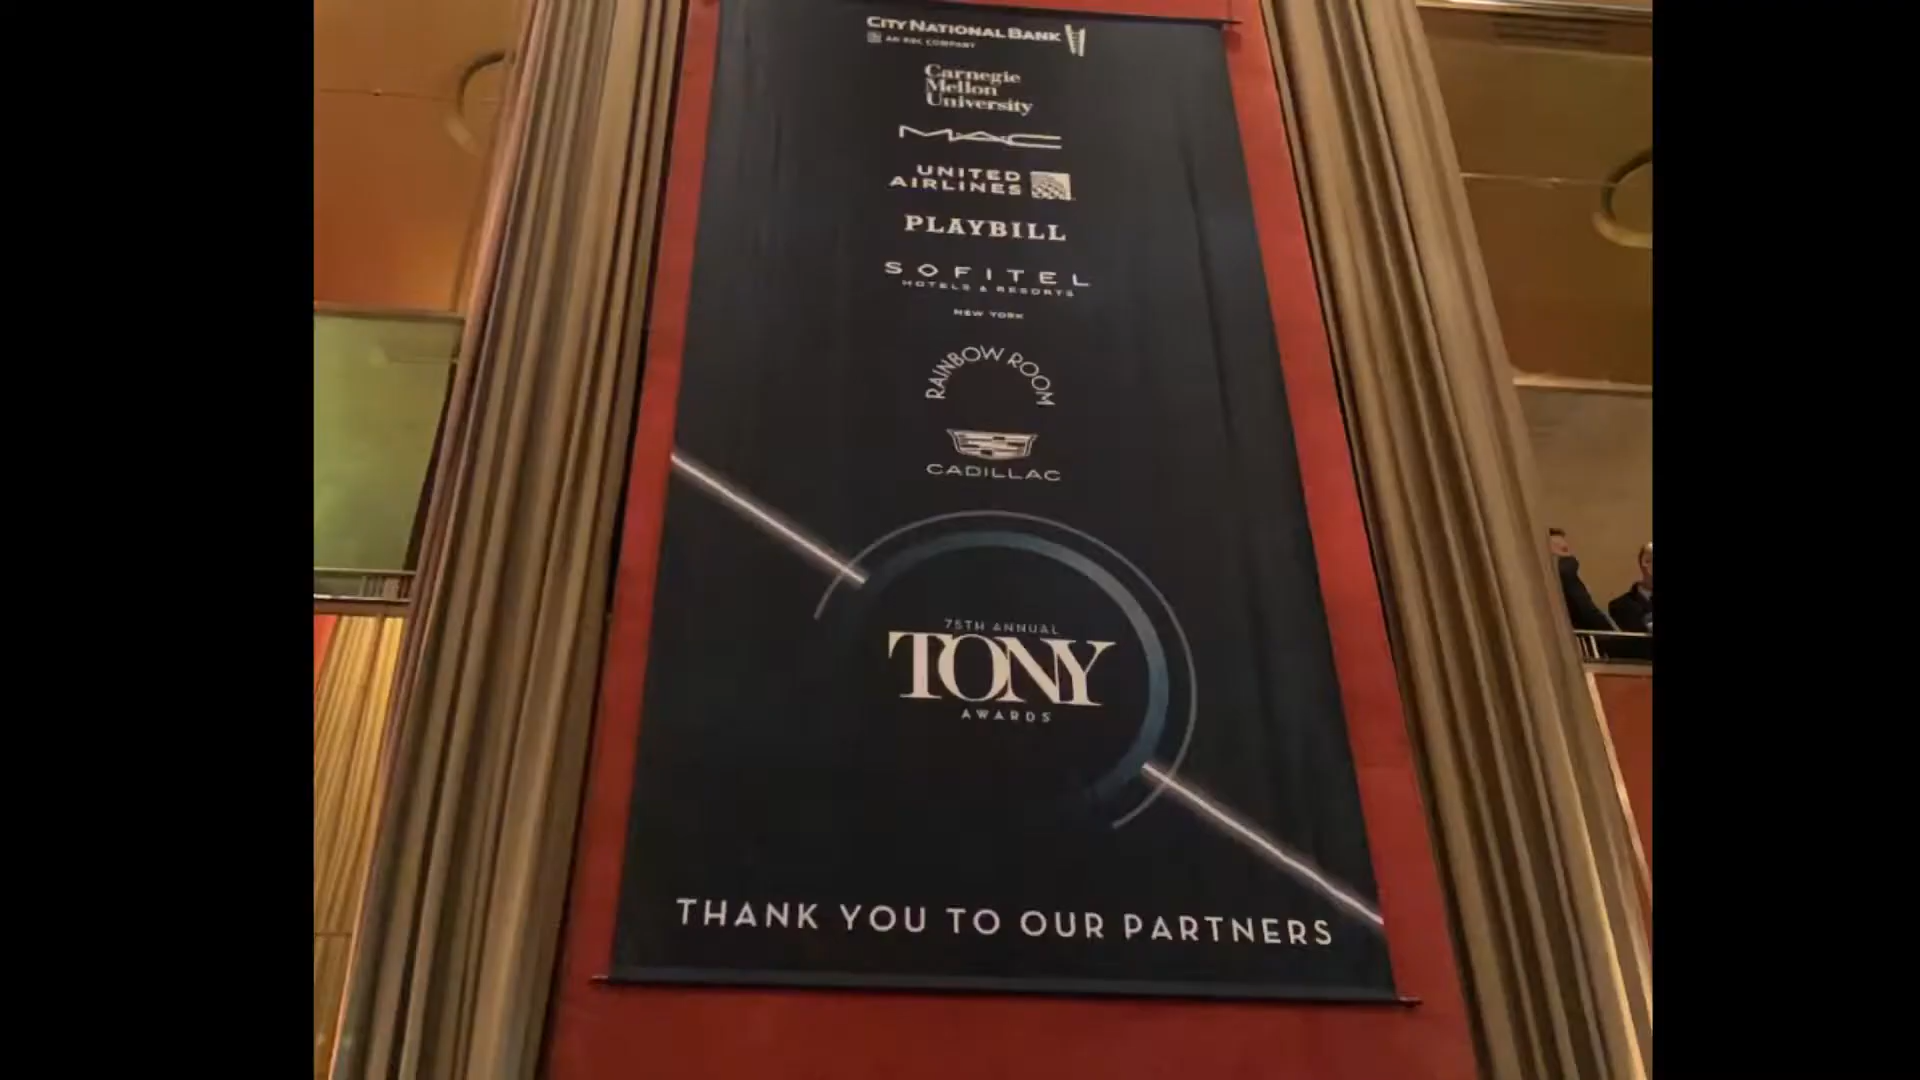 CITY NATIONAL BANK
AN RBC COMPANY
Carnegie
Mellon
University
MAC
UNITED
AIRLINES
PLAYBILL
SOFITEL
HOTELS & RESORTS
NEW YORK
RAINBOW ROOM
CADILLAC
75TH ANNUAL
TONY
AWARDS
THANK YOU TO OUR PARTNERS